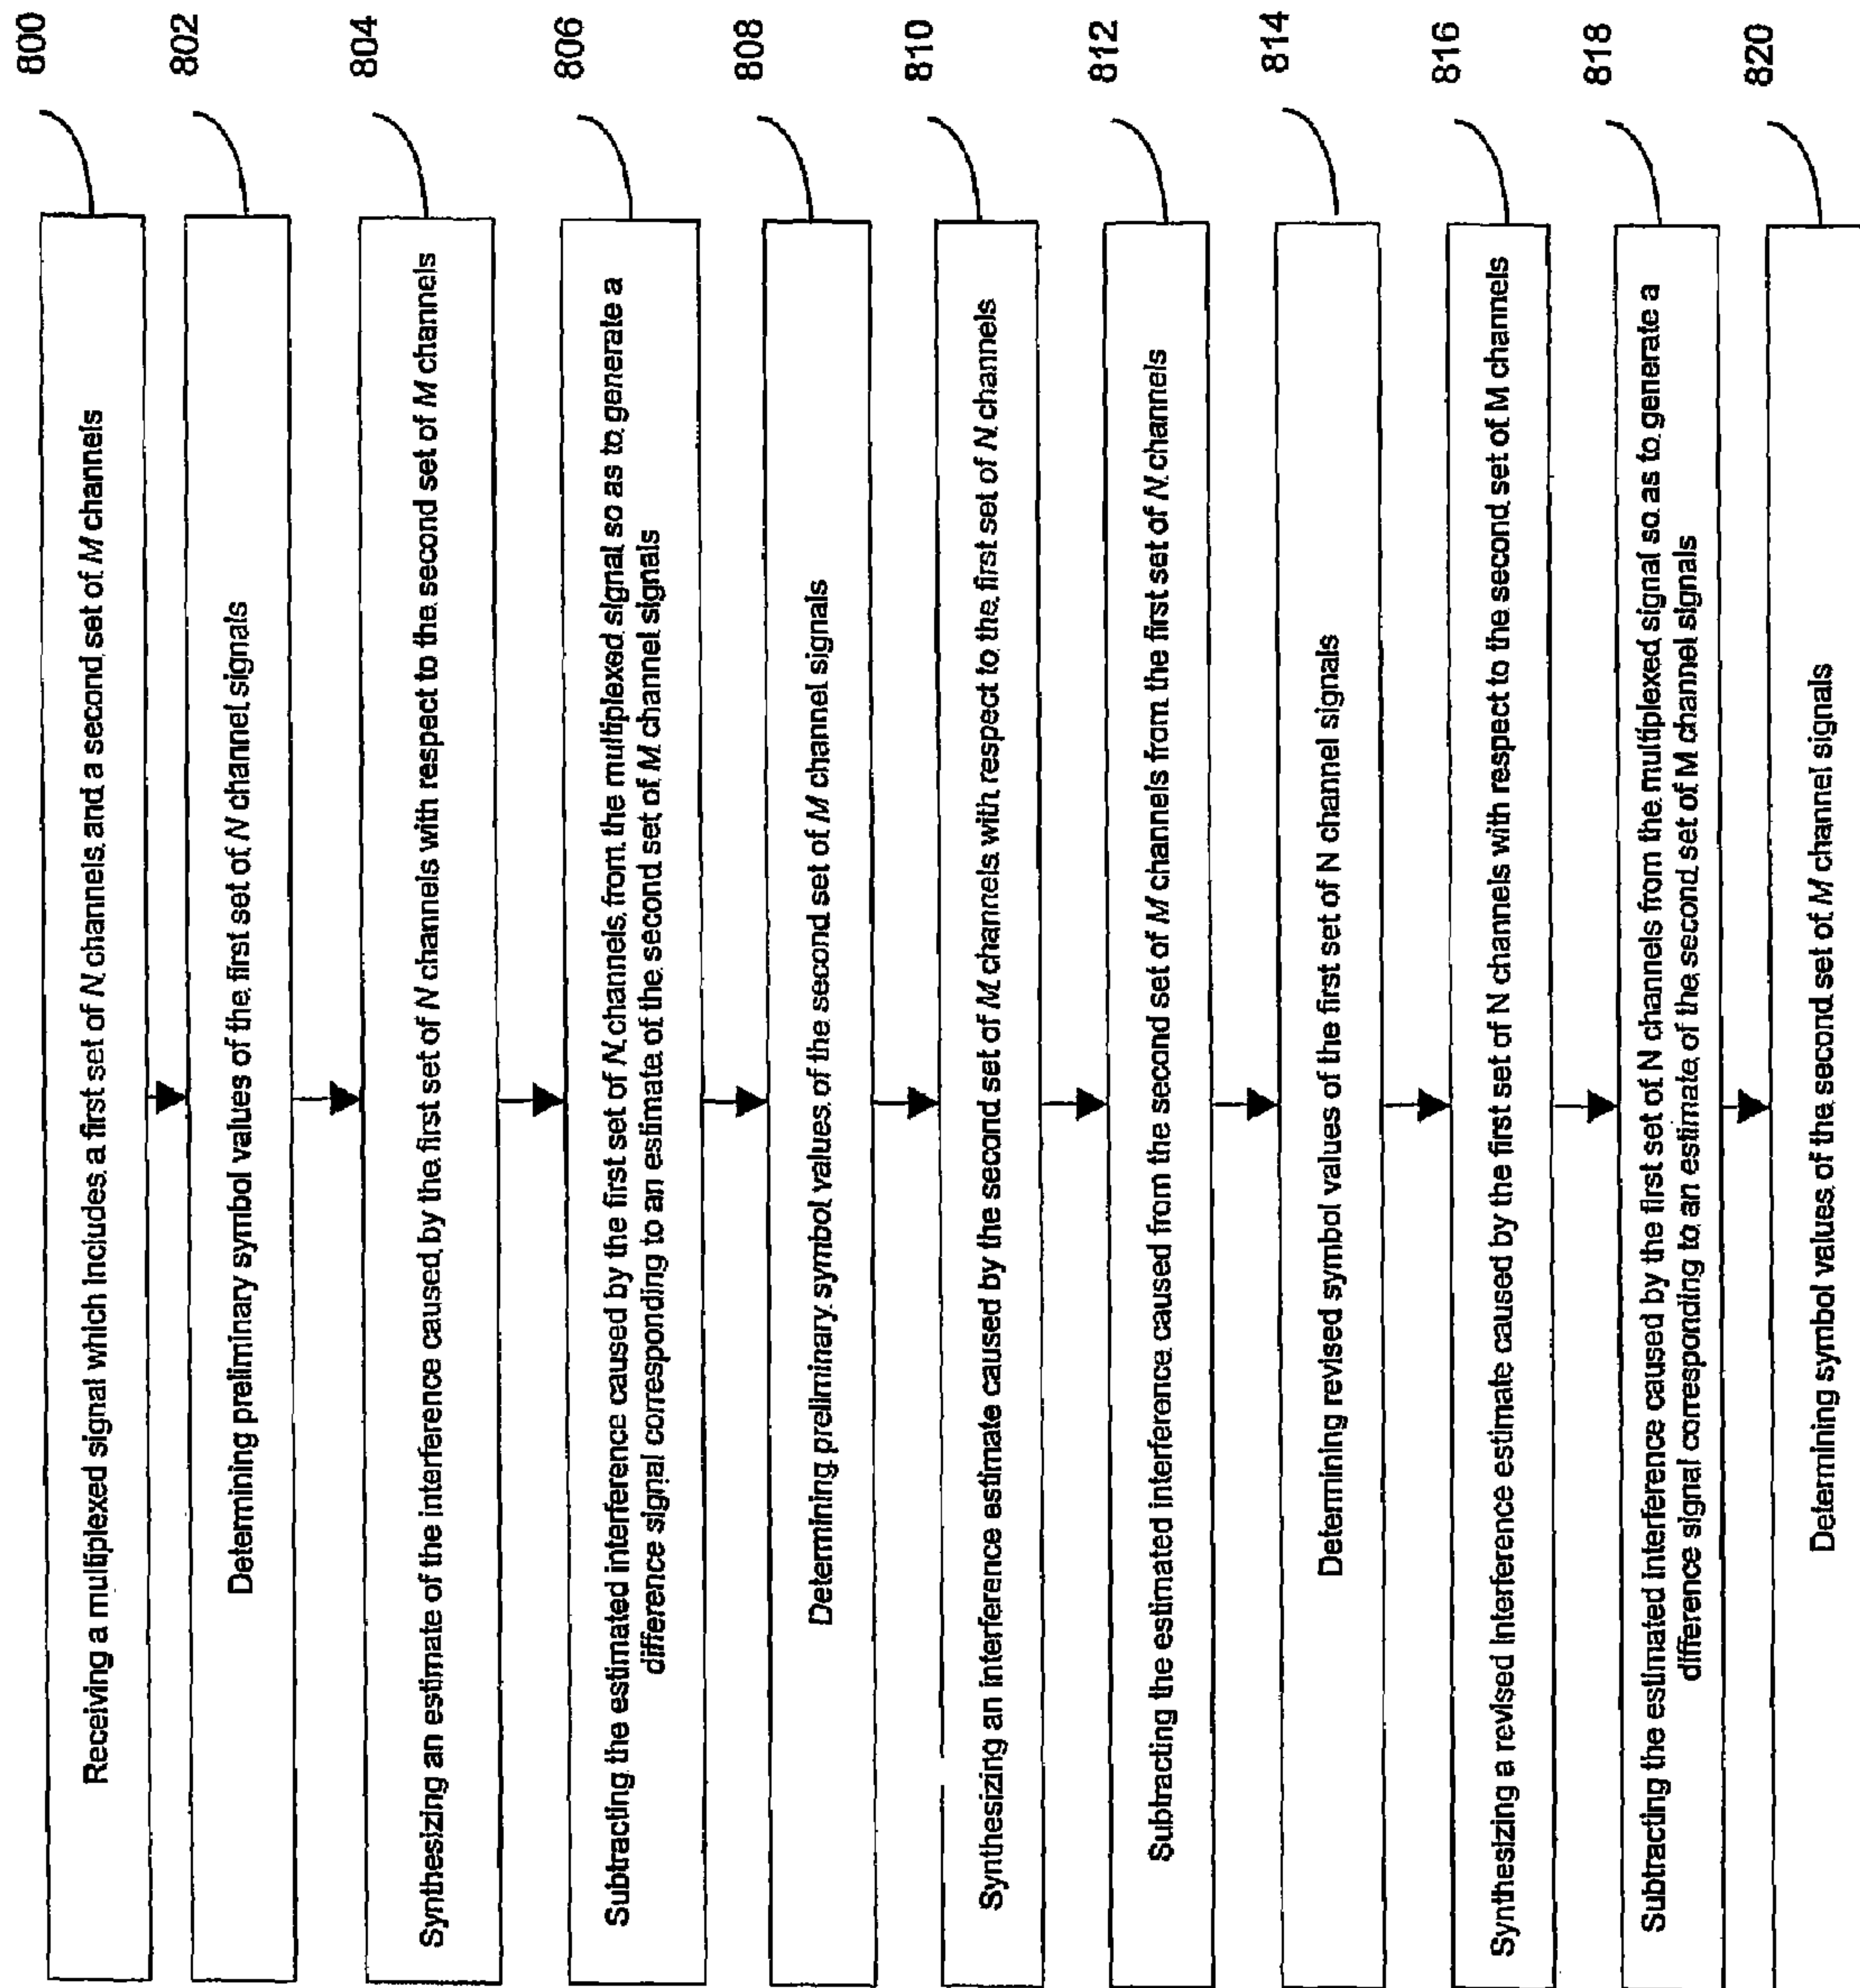 800
Receiving a multiplexed signal which includes a first set of N channels and a second set of M channels
802
Determining preliminary symbol values of the first set of N channel signals
804
Synthesizing an estimate of the interference caused by the first set of N channels with respect to the second set of M channels
806
Subtracting the estimated interference caused by the first set of N channels from the multiplexed signal so as to generate a
difference signal corresponding to an estimate of the second set of M channel signals
808
Determining preliminary symbol values of the second set of M channel signals
810
Synthesizing an interference estimate caused by the second set of M channels with respect to the first set of N channels
812
Subtracting the estimated interference caused from the second set of M channels from the first set of N channels
814
Determining revised symbol values of the first set of N channel signals
816
Synthesizing a revised interference estimate caused by the first set of N channels with respect to the second set of M channels
818
Subtracting the estimated interference caused by the first set of N channels from the multiplexed signal so as to generate a
difference signal corresponding to an estimate of the second set of M channel signals
820
Determining symbol values of the second set of M channel signals